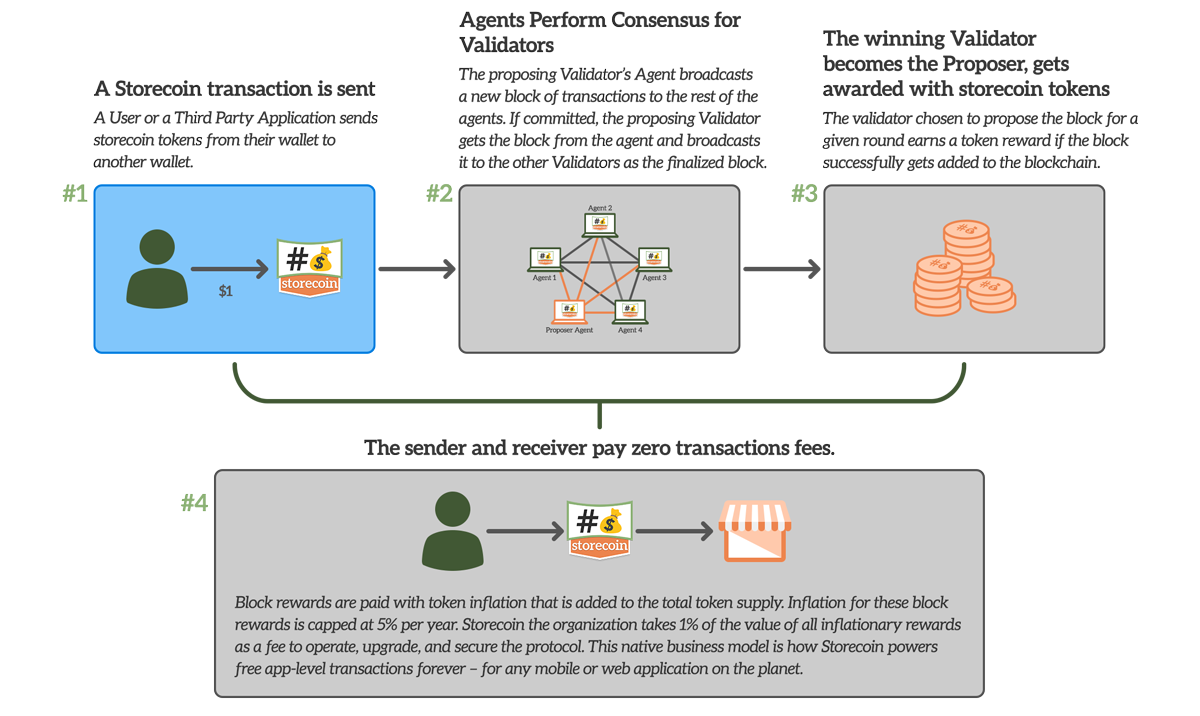 A Storecoin transaction is sent
A User or a Third Party Application sends
storecoin tokens from their wallet to
another wallet.
#1
$1
#
storecoin
Agents Perform Consensus for
Validators
The proposing Validator's Agent broadcasts
a new block of transactions to the rest of the
agents. If committed, the proposing Validator
gets the block from the agent and broadcasts
it to the other Validators as the finalized block.
#2
Agent 2
Agent 1
Agent 3
Proposer Agent
Agent 4
The winning Validator
becomes the Proposer, gets
awarded with storecoin tokens
The validator chosen to propose the block for a
given round earns a token reward if the block
successfully gets added to the blockchain.
#3
The sender and receiver pay zero transactions fees.
#4
#
storecoin
Block rewards are paid with token inflation that is added to the total token supply. Inflation for these block
rewards is capped at 5% per year. Storecoin the organization takes 1% of the value of all inflationary rewards
as a fee to operate, upgrade, and secure the protocol. This native business model is how Storecoin powers
free app-level transactions forever – for any mobile or web application on the planet.